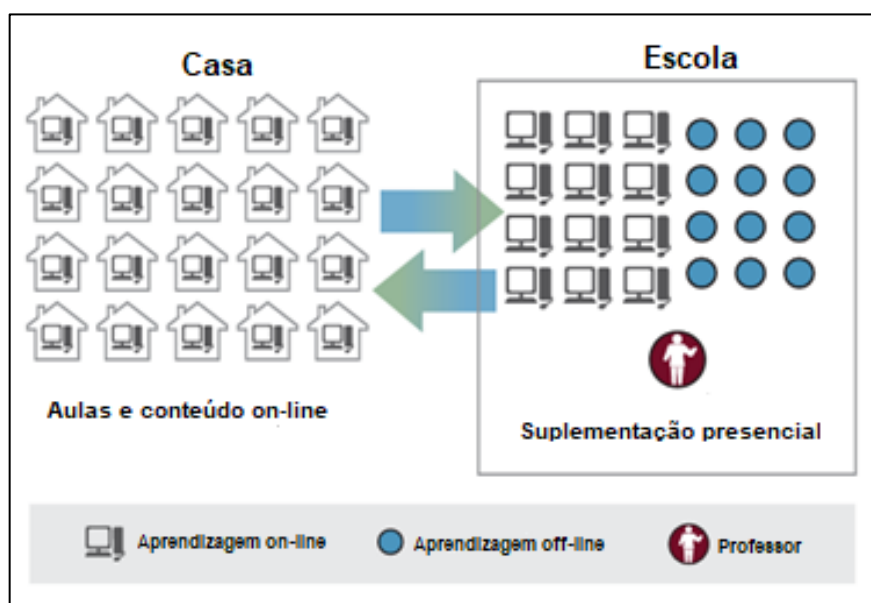 Casa
Escola
Aulas e conteúdo on-line
Suplementação presencial
Aprendizagem on-line
Aprendizagem off-line
Professor